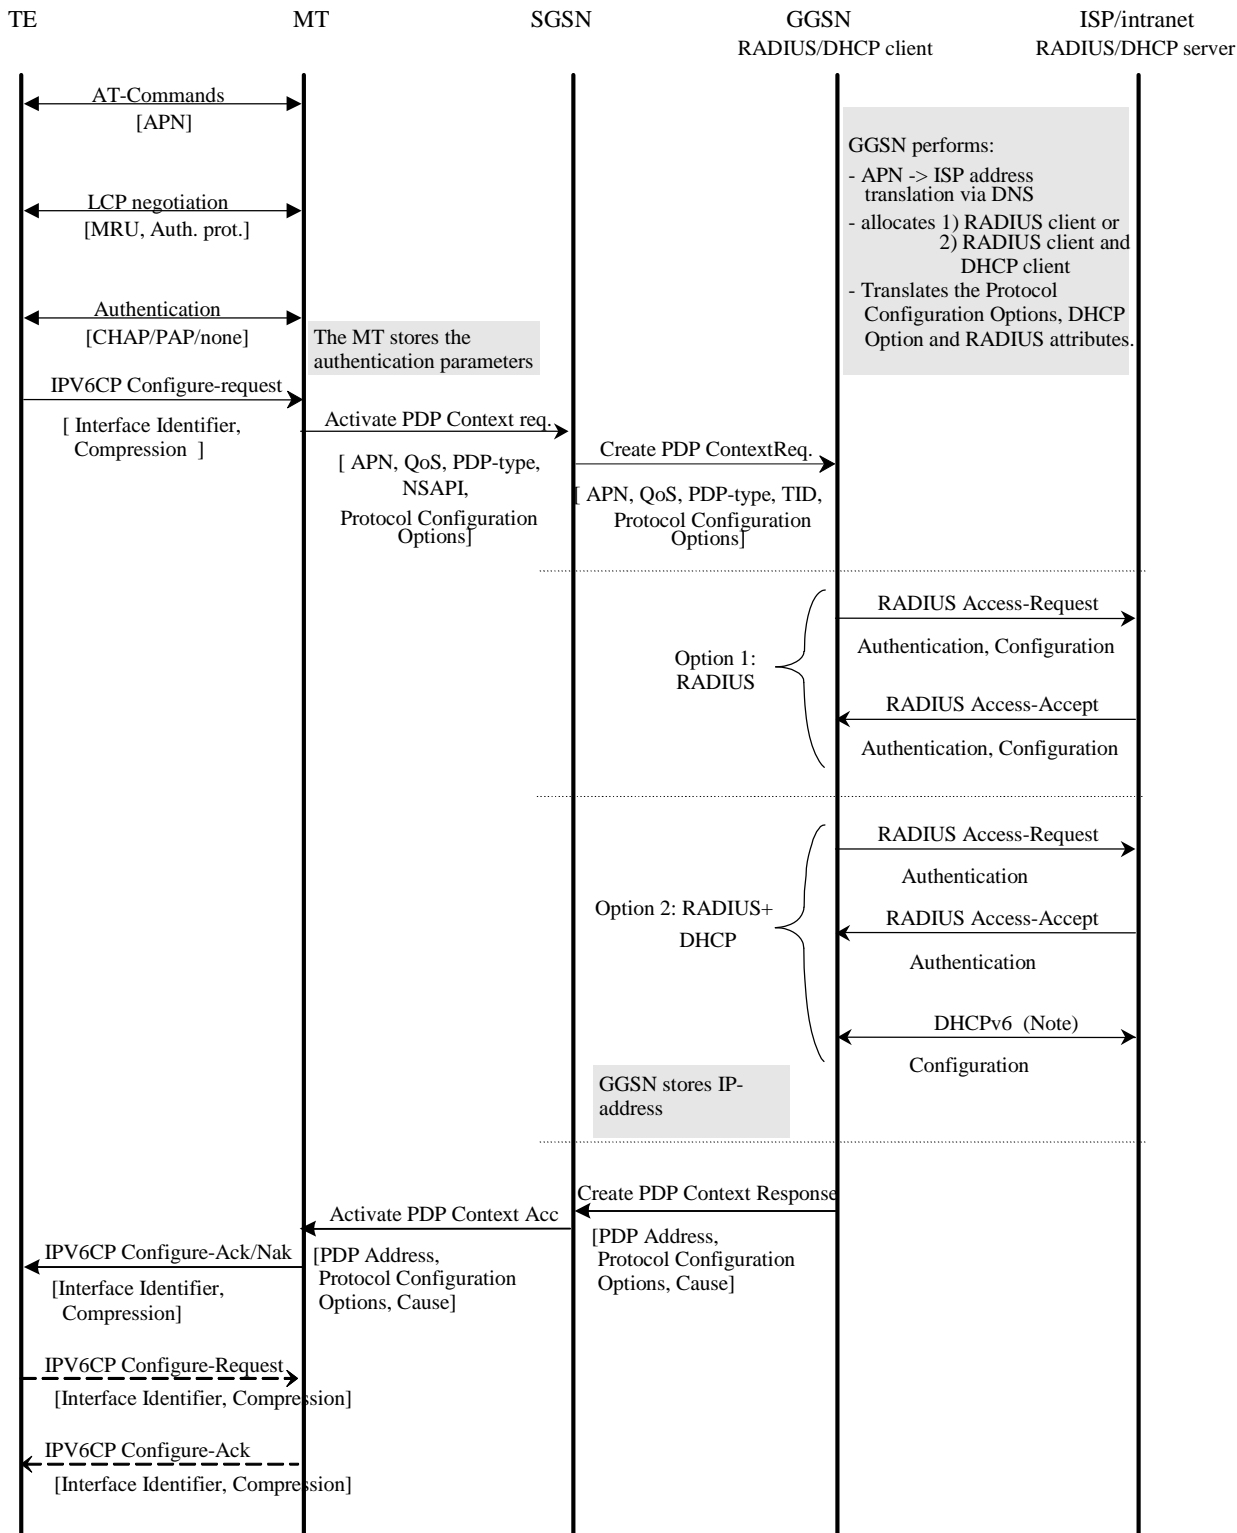 TE
MT
SGSN
GGSN
ISP/intranet
RADIUS/DHCP client
RADIUS/DHCP server
AT-Commands
[APN]
GGSN performs:
- APN -> ISP address
translation via DNS
- allocates 1) RADIUS client or
2) RADIUS client and
DHCP client
- Translates the Protocol
Configuration Options, DHCP
Option and RADIUS attributes.
LCP negotiation
[MRU, Auth. prot.]
Authentication
[CHAP/PAP/none]
The MT stores the
authentication parameters
IPV6CP Configure-request
[ Interface Identifier,
Compression ]
Activate PDP Context req.
[ APN, QoS, PDP-type,
NSAPI,
Protocol Configuration
Options]
Create PDP ContextReq.
[ APN, QoS, PDP-type, TID,
Protocol Configuration
Options]
Option 1:
RADIUS
RADIUS Access-Request
Authentication, Configuration
RADIUS Access-Accept
Authentication, Configuration
Option 2: RADIUS+
DHCP
RADIUS Access-Request
Authentication
RADIUS Access-Accept
Authentication
DHCPv6 (Note)
Configuration
GGSN stores IP-
address
Create PDP Context Response
[PDP Address,
Protocol Configuration
Options, Cause]
Activate PDP Context Acc
[PDP Address,
Protocol Configuration
Options, Cause]
IPV6CP Configure-Ack/Nak
[Interface Identifier,
Compression]
IPV6CP Configure-Request
[Interface Identifier, Compression]
IPV6CP Configure-Ack
[Interface Identifier, Compression]